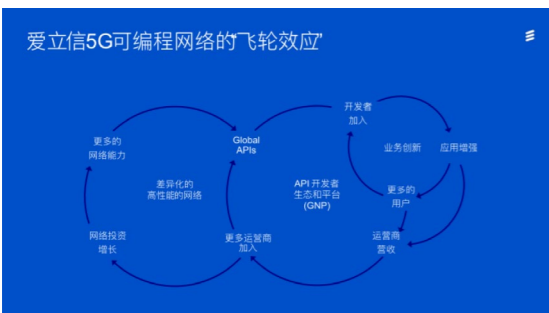 爱立信5G可编程网络的“飞轮效应”
更多的
网络能力
Global
APIs
开发者
加入
业务创新
应用增强
差异化的
高性能的网络
API 开发者
生态和平台
(GNP)
更多的
用户
网络投资
增长
更多运营商
加入
运营商
营收